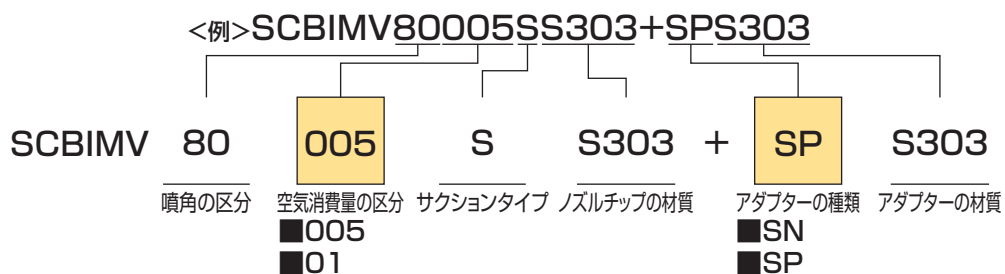 <例>SCBIMV80005SS303+SPS303
SCBIMV 80 005 S S303 + SP S303
噴角の区分 空気消費量の区分 サクションタイプ ノズルチップの材質 アダプターの種類 アダプターの材質
■005 ■SN
■01 ■SP